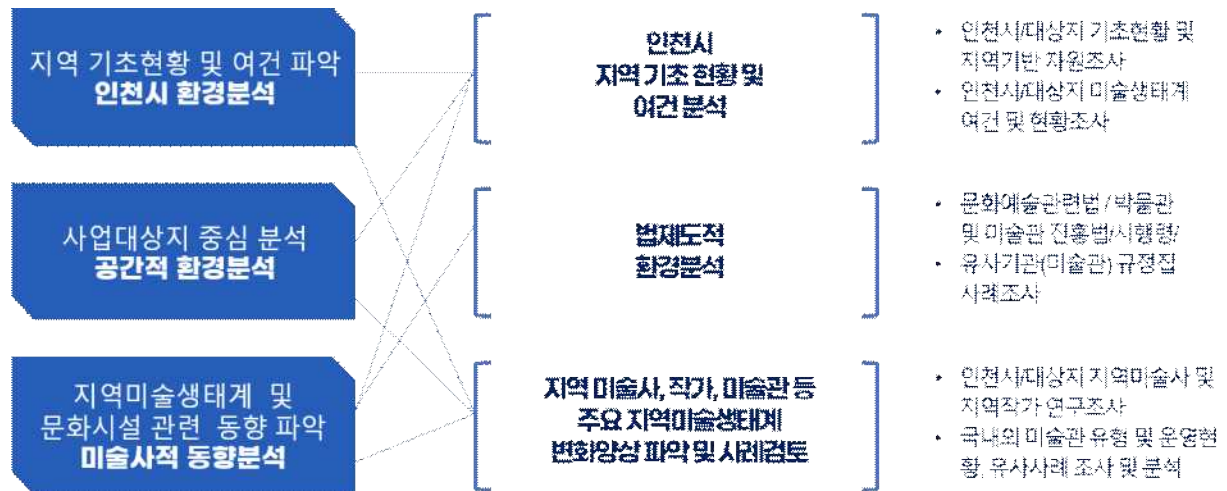 지역 기초현황 및 여건 파악
인천시 환경분석
인천시
지역 기초 현황 및
여건 분석
• 인천시/대상지 기초현황 및
지역기반 자원조사
• 인천시/대상지 미술생태계
여건 및 현황조사
사업대상지 중심 분석
공간적 환경분석
법제도적
환경분석
• 문화예술관련법 / 박물관
및 미술관 진흥법/시행령/
• 유사기관(미술관) 규정집
사례조사
지역미술생태계 및
문화시설 관련 동향 파악
미술사적 동향분석
지역 미술사, 작가, 미술관 등
주요 지역미술생태계
변화양상 파악 및 사례검토
• 인천시/대상지 지역미술사 및
지역작가 연구조사
• 국내외 미술관 유형 및 운영현
황, 유사사례 조사 및 분석